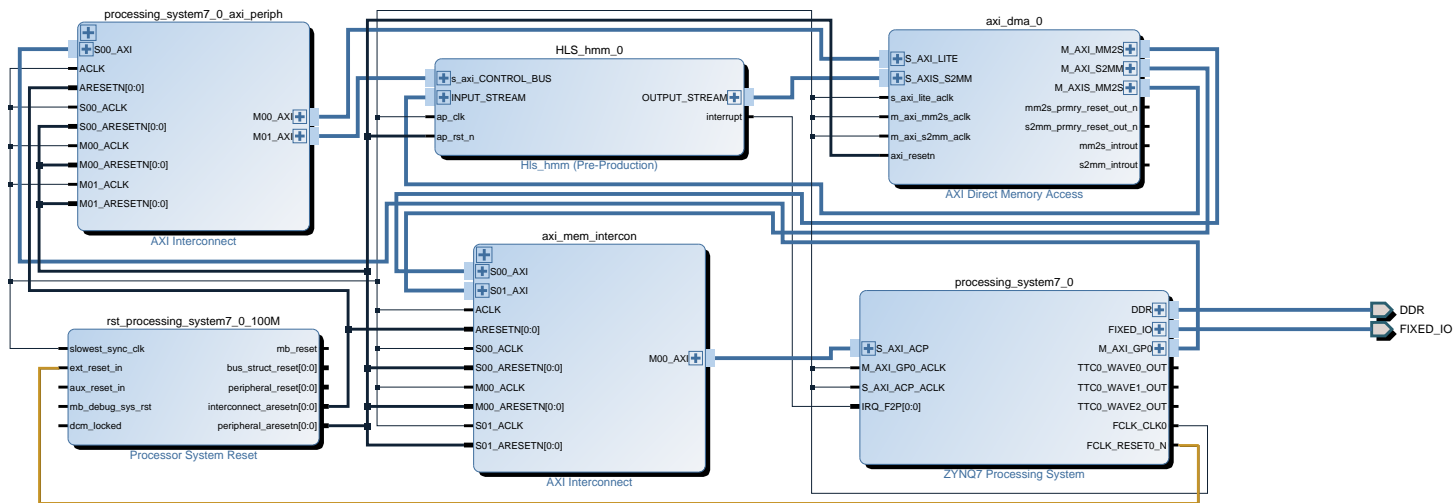 processing_system7_0_axi_periph
S00_AXI
ACLK
ARESETN[0:0]
S00_ACLK
S00_ARESETN[0:0]
M00_ACLK
M00_ARESETN[0:0]
M01_ACLK
M01_ARESETN[0:0]
M00_AXI
M01_AXI
AXI Interconnect
HLS_hmm_0
s_axi_CONTROL_BUS
INPUT_STREAM
ap_clk
ap_rst_n
OUTPUT_STREAM
interrupt
Hls_hmm (Pre-Production)
axi_dma_0
S_AXI_LITE
S_AXIS_S2MM
s_axi_lite_aclk
m_axi_mm2s_aclk
m_axi_s2mm_aclk
axi_resetn
M_AXI_MM2S
M_AXI_S2MM
M_AXIS_MM2S
mm2s_prmry_reset_out_n
s2mm_prmry_reset_out_n
mm2s_introut
s2mm_introut
AXI Direct Memory Access
rst_processing_system7_0_100M
slowest_sync_clk
ext_reset_in
aux_reset_in
mb_debug_sys_rst
dcm_locked
mb_reset
bus_struct_reset[0:0]
peripheral_reset[0:0]
interconnect_aresetn[0:0]
peripheral_aresetn[0:0]
Processor System Reset
axi_mem_intercon
S00_AXI
S01_AXI
ACLK
ARESETN[0:0]
S00_ACLK
S00_ARESETN[0:0]
M00_ACLK
M00_ARESETN[0:0]
S01_ACLK
S01_ARESETN[0:0]
M00_AXI
AXI Interconnect
processing_system7_0
S_AXI_ACP
M_AXI_GP0_ACLK
S_AXI_ACP_ACLK
IRQ_F2P[0:0]
DDR
FIXED_IO
M_AXI_GP0
TTC0_WAVE0_OUT
TTC0_WAVE1_OUT
TTC0_WAVE2_OUT
FCLK_CLK0
FCLK_RESET0_N
ZYNQ7 Processing System
DDR
FIXED_IO